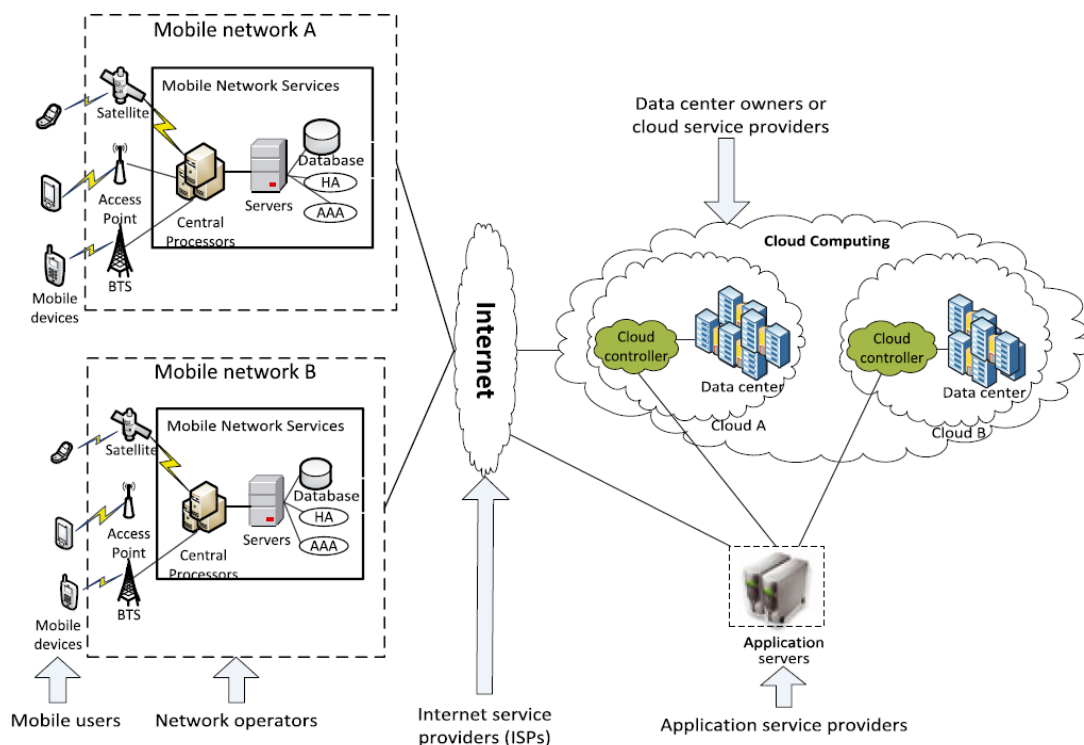 Mobile network A
Mobile Network Services
Satellite
Database
HA
AAA
Servers
Access
Point
Central
Processors
BTS
Mobile
devices
Mobile network B
Mobile Network Services
Satellite
Database
HA
AAA
Servers
Access
Point
Central
Processors
BTS
Mobile
devices
Mobile users
Network operators
Internet
Internet service
providers (ISPs)
Data center owners or
cloud service providers
Cloud Computing
Cloud
controller
Data center
Cloud A
Cloud
controller
Data center
Cloud B
Application
servers
Application service providers